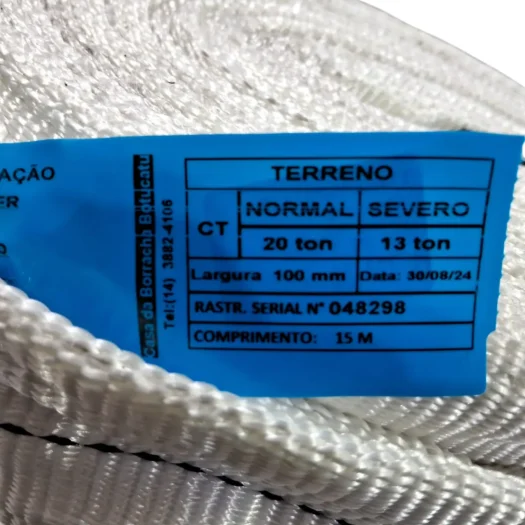 AÇÃO
ER
O
Casa da Borracha Botucatu
Tel:(14) 3882-4106
TERRENO
CT
NORMAL SEVERO
20 ton 13 ton
Largura 100 mm Data: 30/08/24
RASTR. SERIAL N° 048298
COMPRIMENTO: 15 M